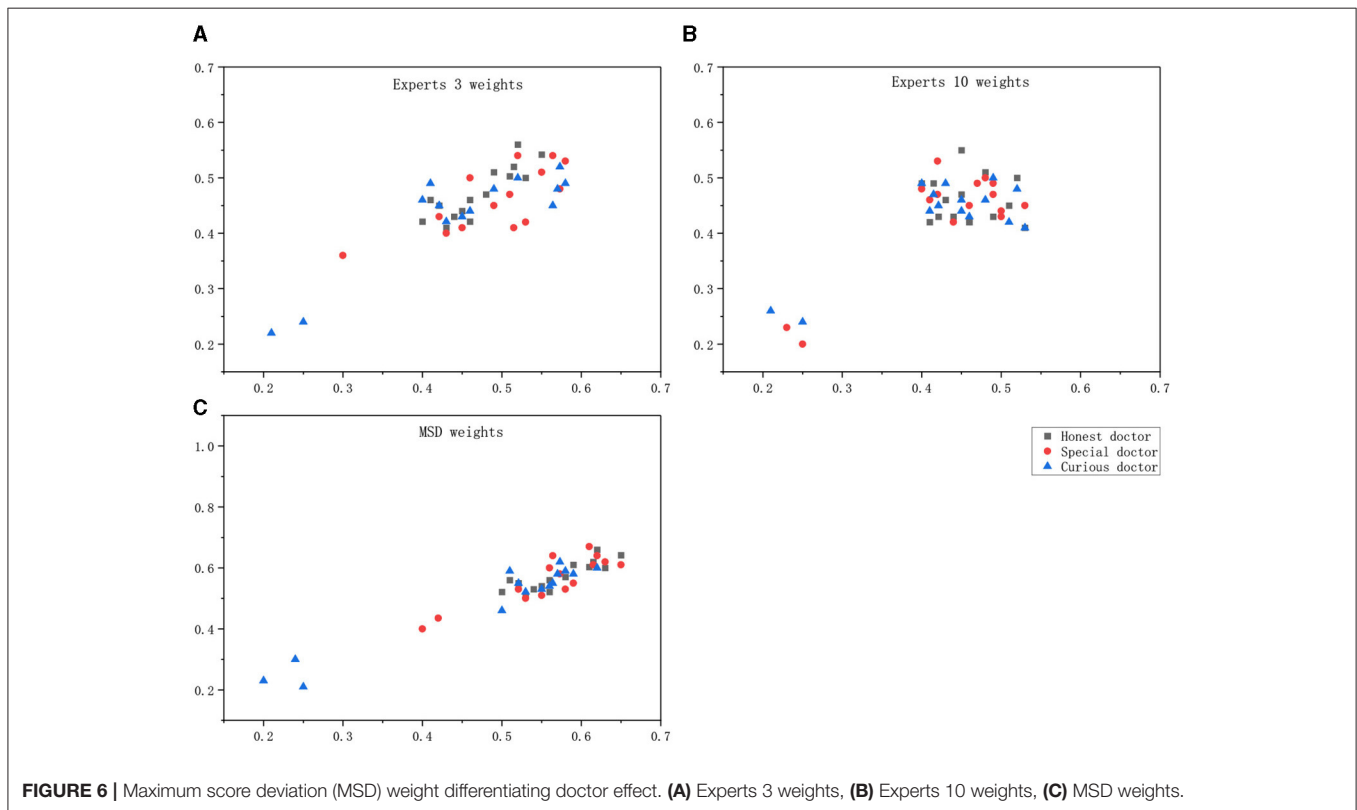 A
B
Experts 3 weights
Experts 10 weights
0.7
0.6
0.5
0.4
0.3
0.2
0.2 0.3 0.4 0.5 0.6 0.7
0.7
0.6
0.5
0.4
0.3
0.2
0.2 0.3 0.4 0.5 0.6 0.7
C
MSD weights
1.0
0.8
0.6
0.4
0.2
0.2 0.3 0.4 0.5 0.6 0.7
Honest doctor
Special doctor
Curious doctor
FIGURE 6 | Maximum score deviation (MSD) weight differentiating doctor effect. (A) Experts 3 weights, (B) Experts 10 weights, (C) MSD weights.